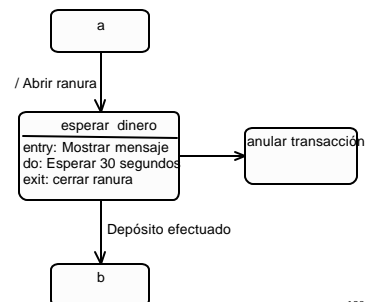 a
/ Abrir ranura
esperar dinero
entry: Mostrar mensaje
do: Esperar 30 segundos
exit: cerrar ranura
anular transacción
Depósito efectuado
b